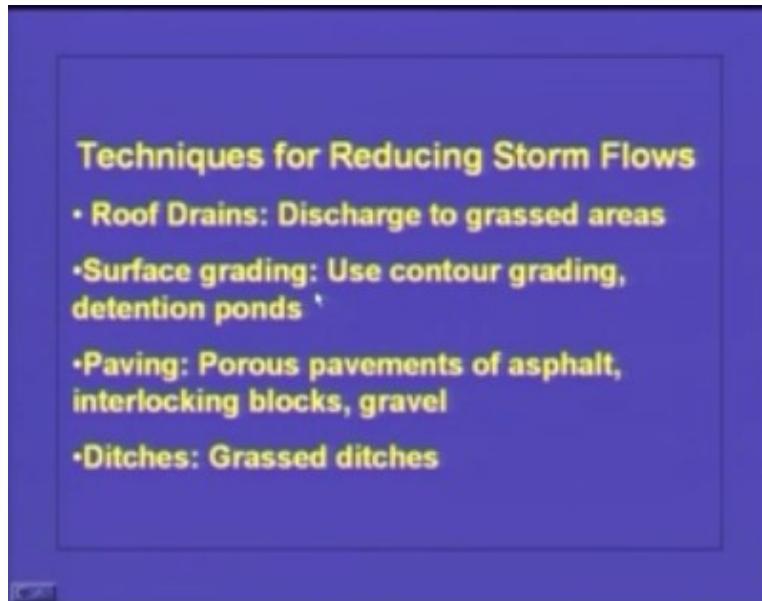 Techniques for Reducing Storm Flows
• Roof Drains: Discharge to grassed areas
•Surface grading: Use contour grading,
detention ponds
•Paving: Porous pavements of asphalt,
interlocking blocks, gravel
•Ditches: Grassed ditches